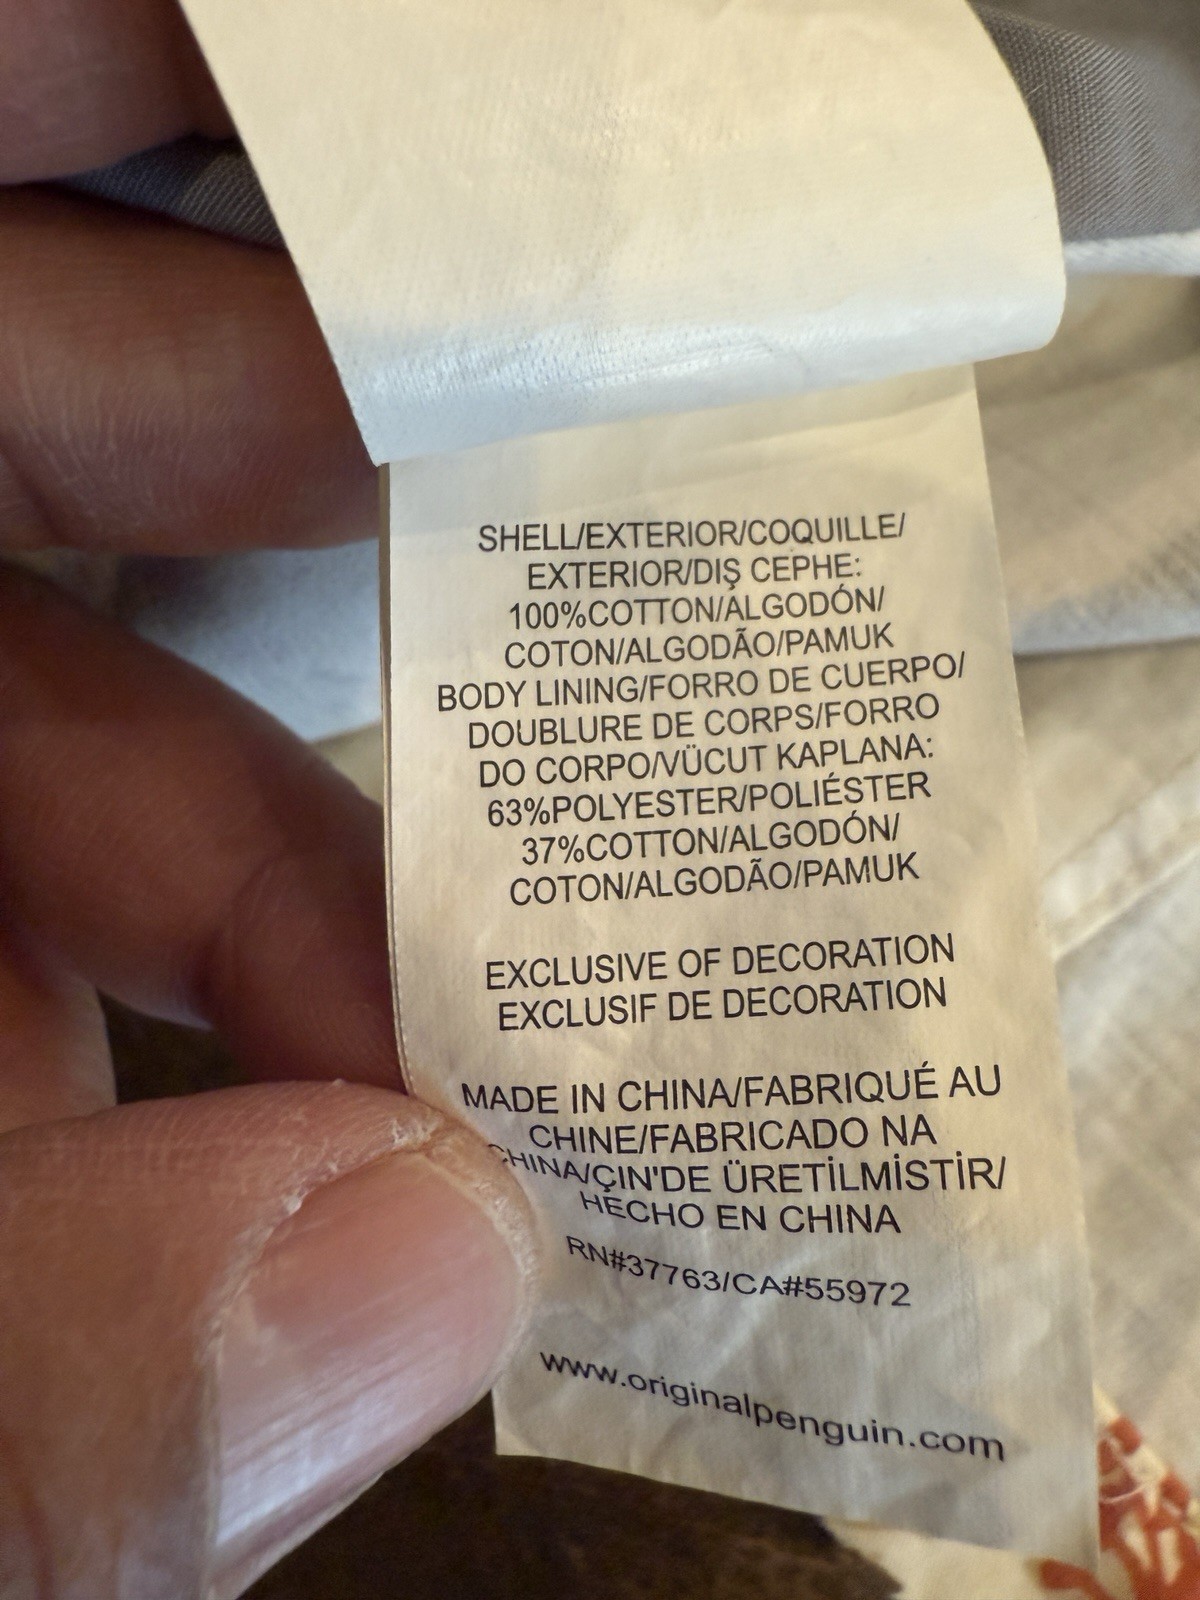 SHELL/EXTERIOR/COQUILLE/
EXTERIOR/DIŞ CEPHE:
100%COTTON/ALGODÓN/
COTON/ALGODÃO/PAMUK
BODY LINING/FORRO DE CUERPO/
DOUBLURE DE CORPS/FORRO
DO CORPO/VÜCUT KAPLANA:
63%POLYESTER/POLIÉSTER
37%COTTON/ALGODÓN/
COTON/ALGODÃO/PAMUK
EXCLUSIVE OF DECORATION
EXCLUSIF DE DECORATION
MADE IN CHINA/FABRIQUÉ AU
CHINE/FABRICADO NA
CHINA/ÇIN'DE ÜRETİLMİSTİR/
HECHO EN CHINA
RN#37763/CA#55972
www.originalpenguin.com